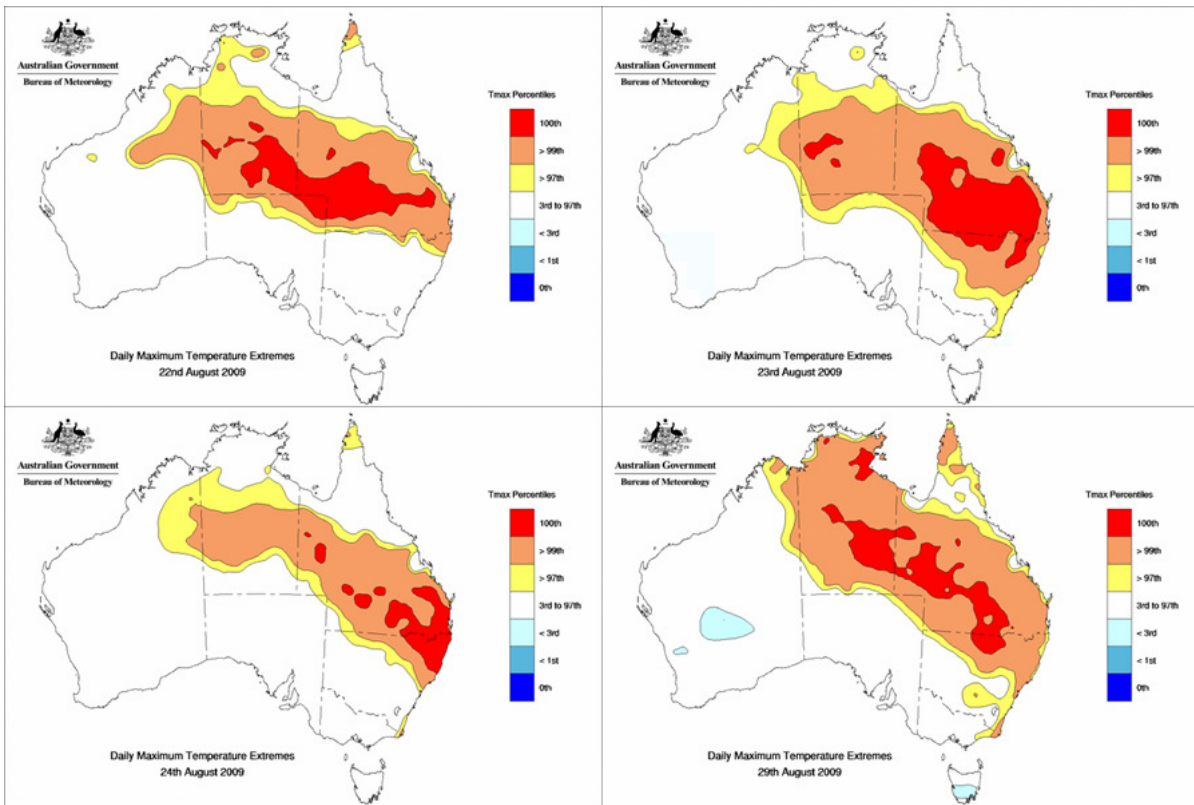 Australian Government
Bureau of Meteorology
Tmax Percentiles
100th
> 99th
> 97th
3rd to 97th
< 3rd
< 1st
0th
Daily Maximum Temperature Extremes
22nd August 2009
Australian Government
Bureau of Meteorology
Tmax Percentiles
100th
> 99th
> 97th
3rd to 97th
< 3rd
< 1st
0th
Daily Maximum Temperature Extremes
23rd August 2009
Australian Government
Bureau of Meteorology
Tmax Percentiles
100th
> 99th
> 97th
3rd to 97th
< 3rd
< 1st
0th
Daily Maximum Temperature Extremes
24th August 2009
Australian Government
Bureau of Meteorology
Tmax Percentiles
100th
> 99th
> 97th
3rd to 97th
< 3rd
< 1st
0th
Daily Maximum Temperature Extremes
29th August 2009